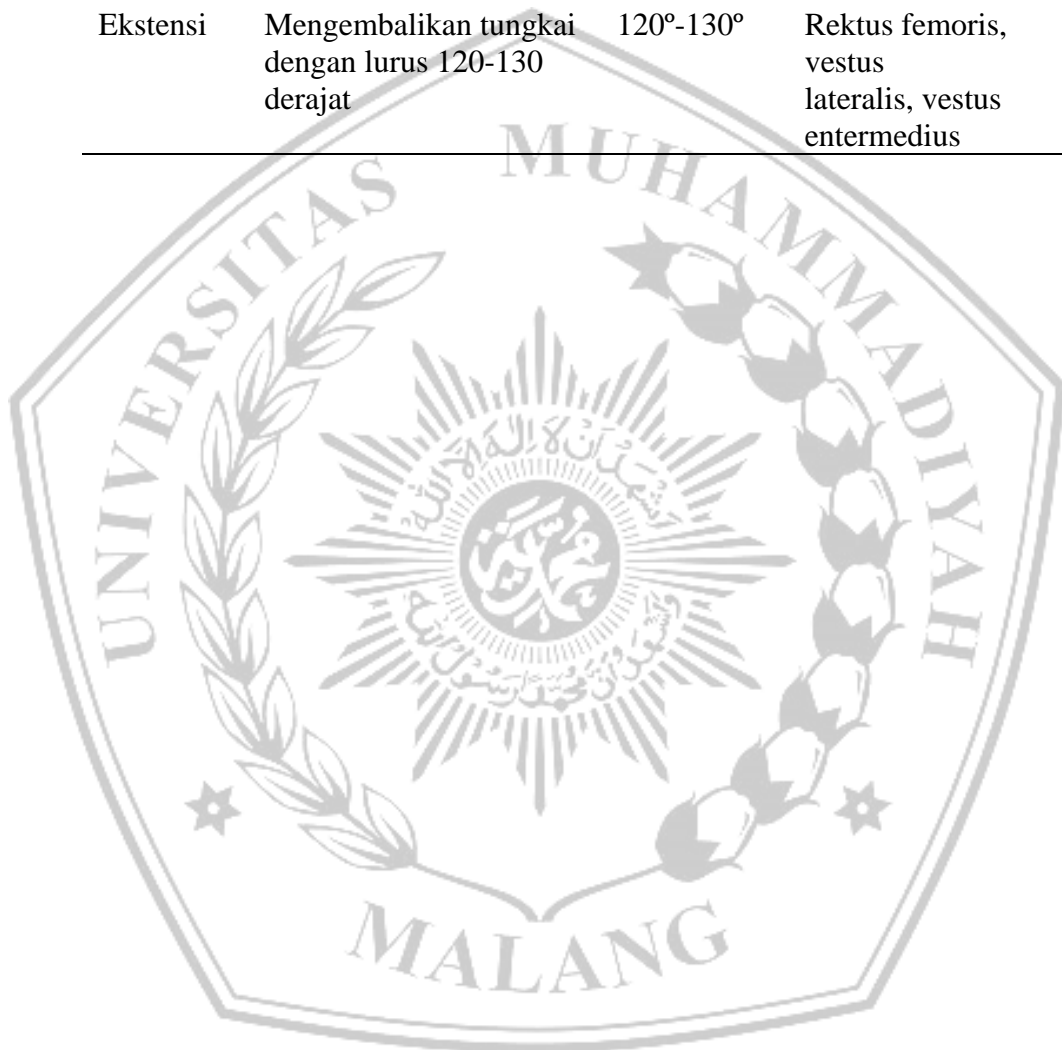 Ekstensi Mengembalikan tungkai 120º-130º Rektus femoris,
dengan lurus 120-130 vestus
derajat lateralis, vestus
entermedius
UNIVERSITAS MUHAMMADIYAH
MALANG